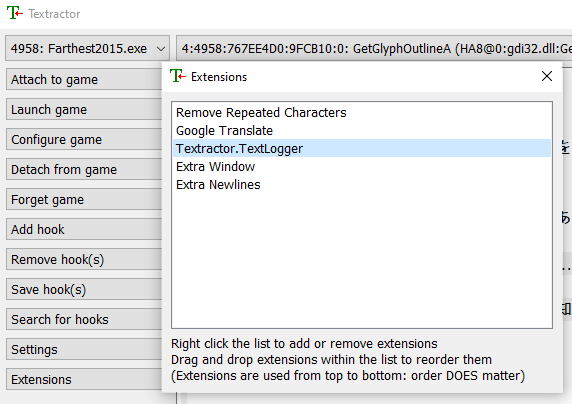 Textractor
4958: Farthest2015.exe
4:4958:767EE4D0:9FCB10:0: GetGlyphOutlineA (HA8@0:gdi32.dll:Ge
Attach to game
Launch game
Configure game
Detach from game
Forget game
Add hook
Remove hook(s)
Save hook(s)
Search for hooks
Settings
Extensions
Extensions
Remove Repeated Characters
Google Translate
Textractor.TextLogger
Extra Window
Extra Newlines
Right click the list to add or remove extensions
Drag and drop extensions within the list to reorder them
(Extensions are used from top to bottom: order DOES matter)
を
あ
知